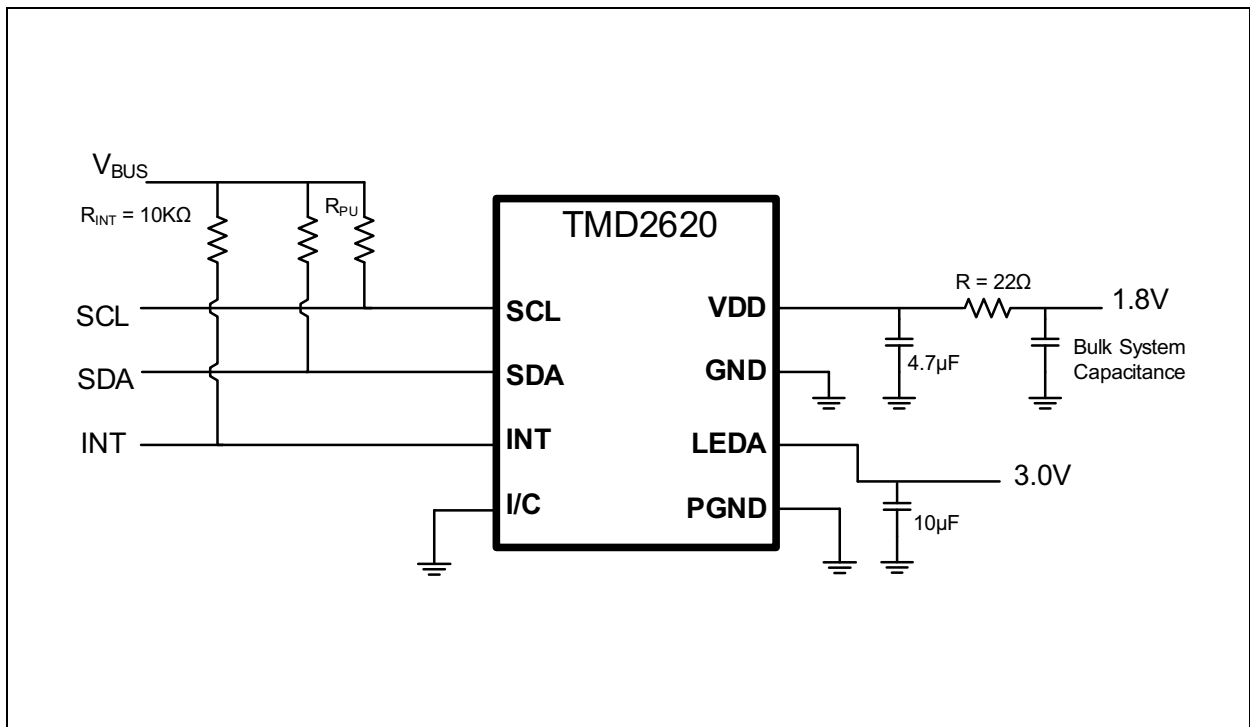 V_BUS
R_INT = 10KΩ
R_PU
SCL
SDA
INT
TMD2620
SCL
SDA
INT
I/C
VDD
GND
LEDA
PGND
R = 22Ω
1.8V
4.7µF
Bulk System
Capacitance
3.0V
10µF